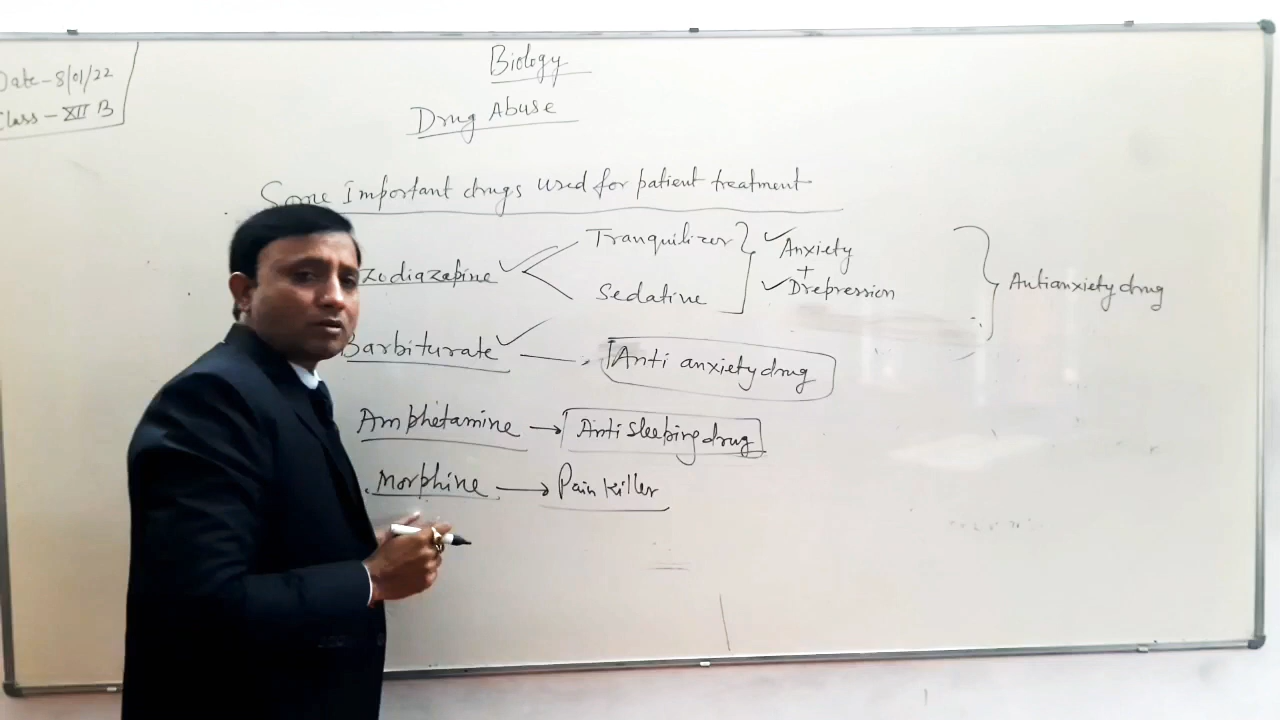 Date-8/01/22
Class - XII B
Biology
Drug Abuse
Some Important drugs used for patient treatment
zodiazepine
Tranquilizer
Sedative
Anxiety
+
Drepression
Antianxiety drug
Barbiturate
Anti anxiety drug
Amphetamine → Anti sleeping drug
Morphine → Pain Killer